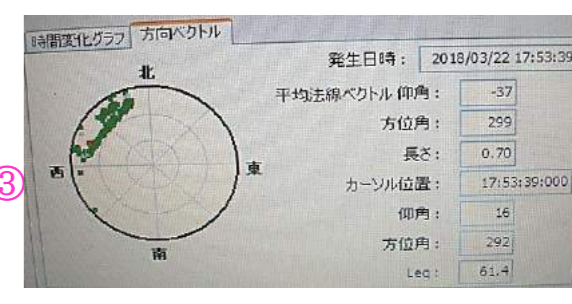 時間変化グラフ 方向ベクトル
発生日時: 2018/03/22 17:53:39
北
平均法線ベクトル 仰角: -37
方位角: 299
長さ: 0.70
西 東
③
カーソル位置: 17:53:39:000
仰角: 16
方位角: 292
南
Leq: 61.4